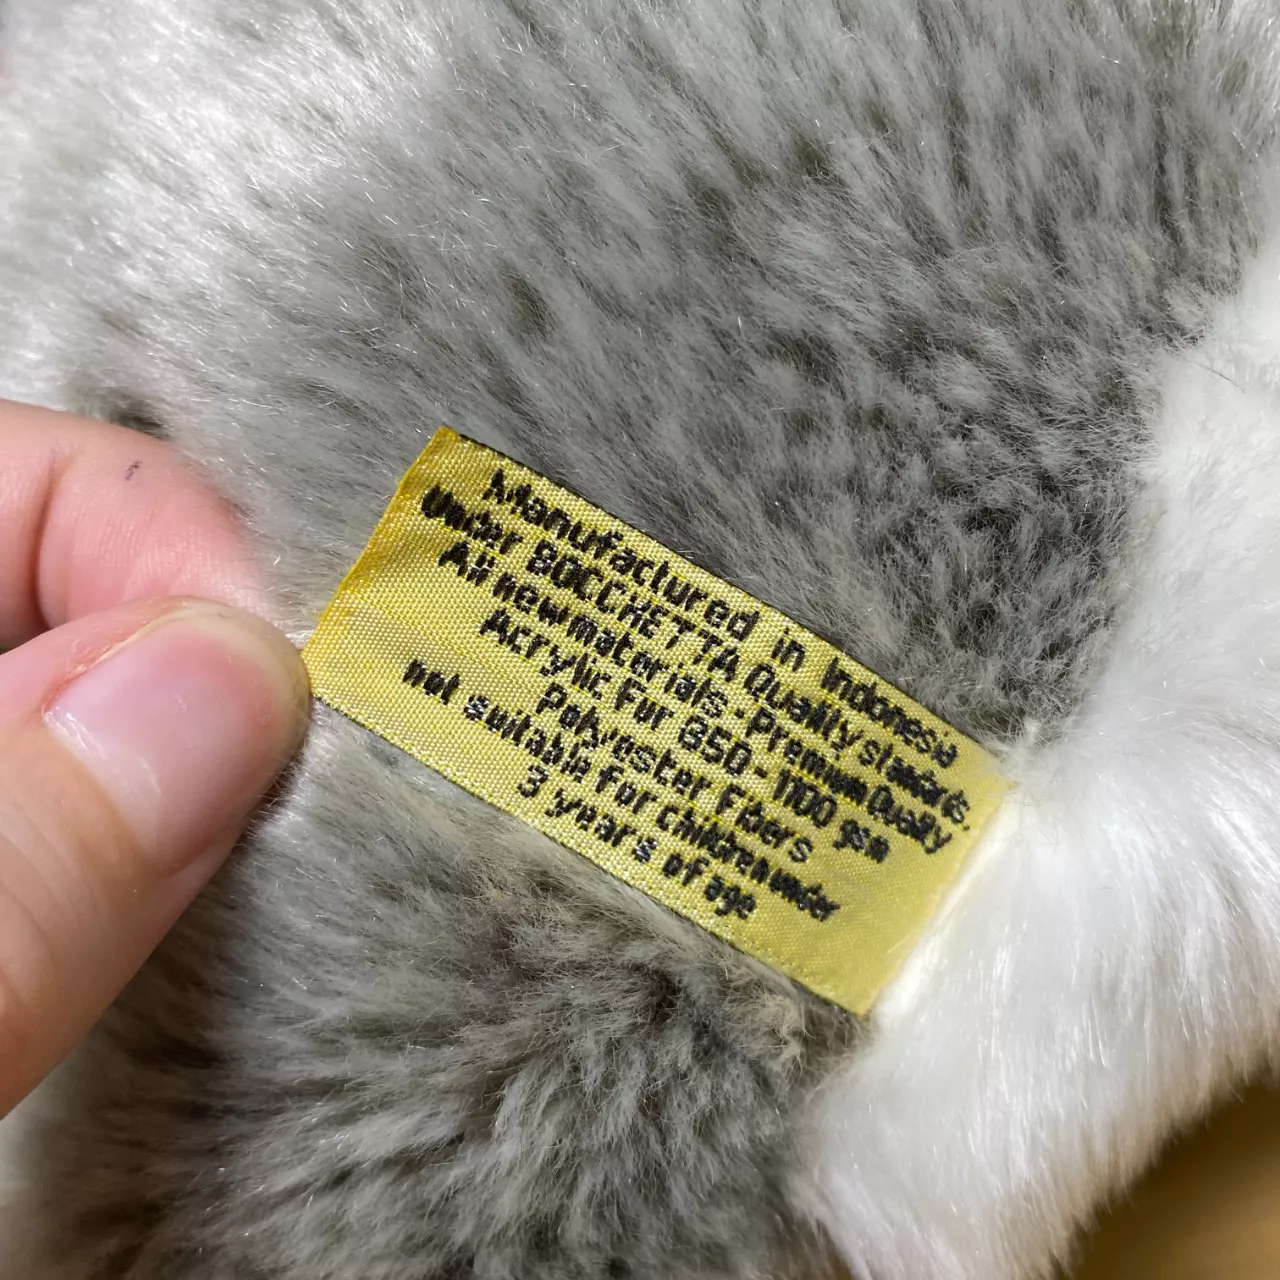 Manufactured in Indonesia
Under BOCCHETTA Quality standards.
All new materials - Premium Quality
Acrylic Fur 850 - 1100 gsm
Polyester Fibers
not suitable for children under
3 years of age